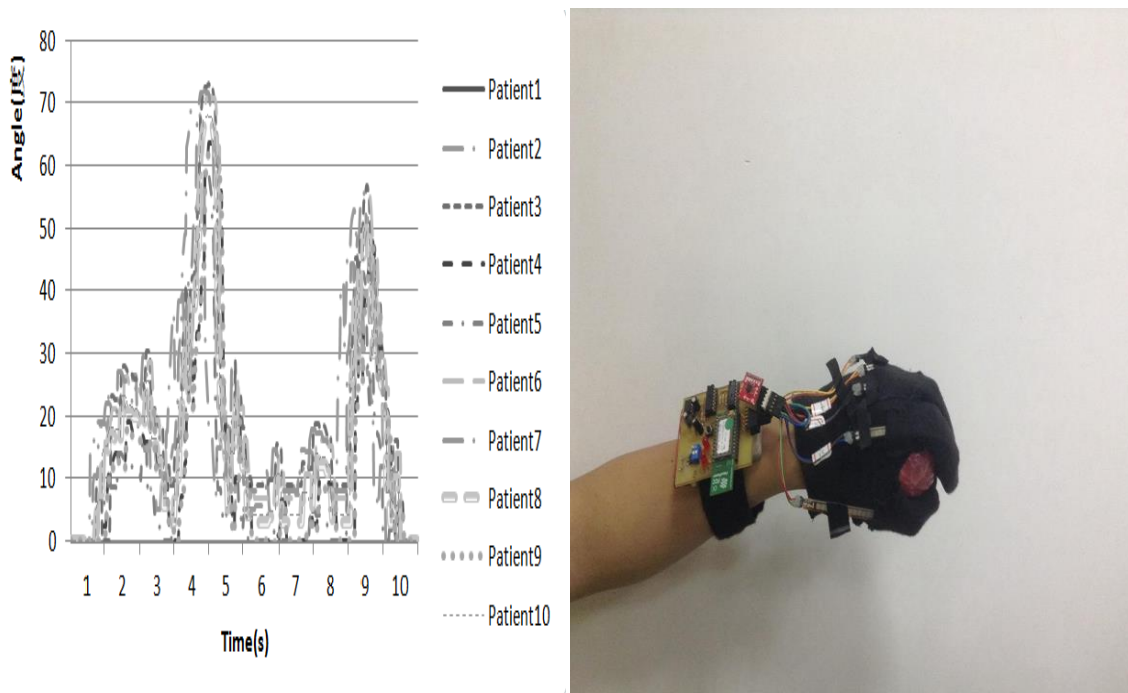 Angle
80
70
60
50
40
30
20
10
0
1 2 3 4 5 6 7 8 9 10
Time(s)
Patient1
Patient2
Patient3
Patient4
Patient5
Patient6
Patient7
Patient8
Patient9
Patient10